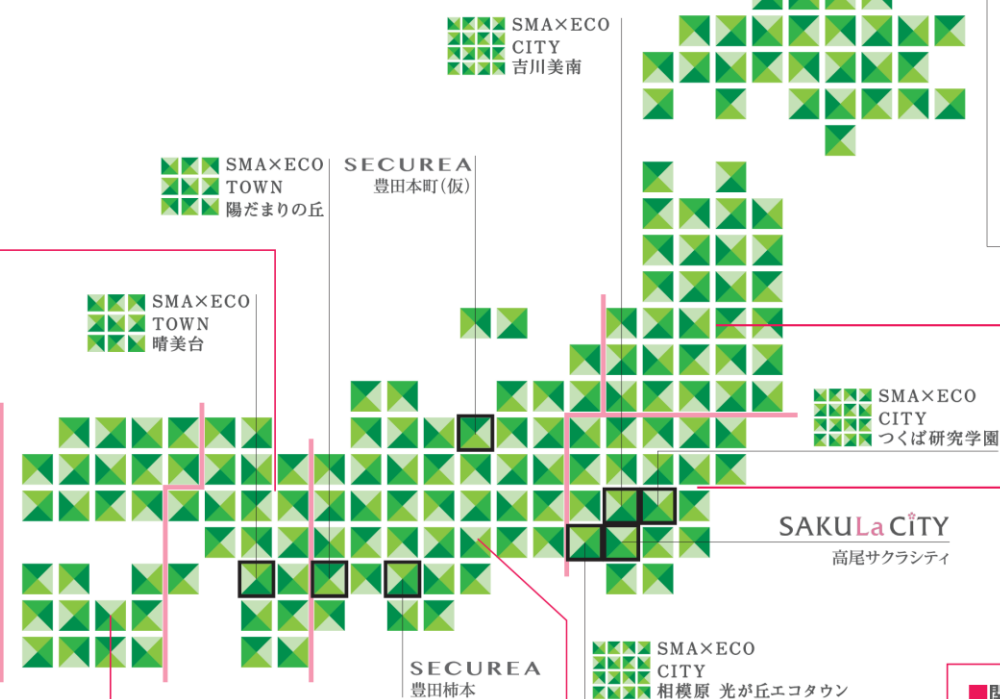 SMA×ECO
CITY
吉川美南
SMA×ECO
TOWN
陽だまりの丘
SECUREA
豊田本町(仮)
SMA×ECO
TOWN
晴美台
SMA×ECO
CITY
つくば研究学園
SAKULa CiTY
高尾サクラシティ
SECUREA
豊田柿本
SMA×ECO
CITY
相模原 光が丘エコタウン